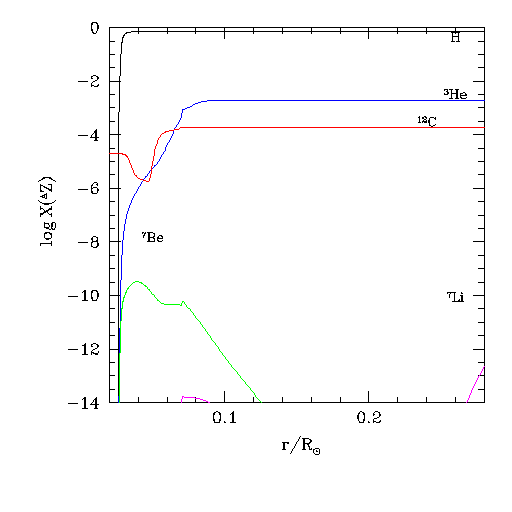 0
H
−2
³He
¹²C
−4
−6
log X(ᴬZ)
⁷Be
−8
−10
⁷Li
−12
−14
0.1
0.2
r/R☉